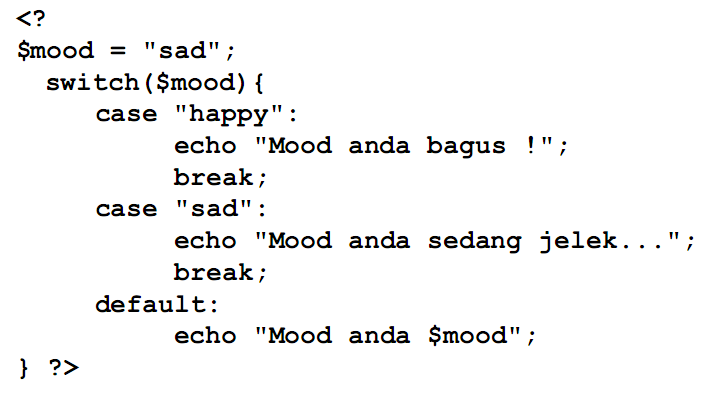 <?
$mood = "sad";
switch($mood){
case "happy":
echo "Mood anda bagus !";
break;
case "sad":
echo "Mood anda sedang jelek...";
break;
default:
echo "Mood anda $mood";
} ?>